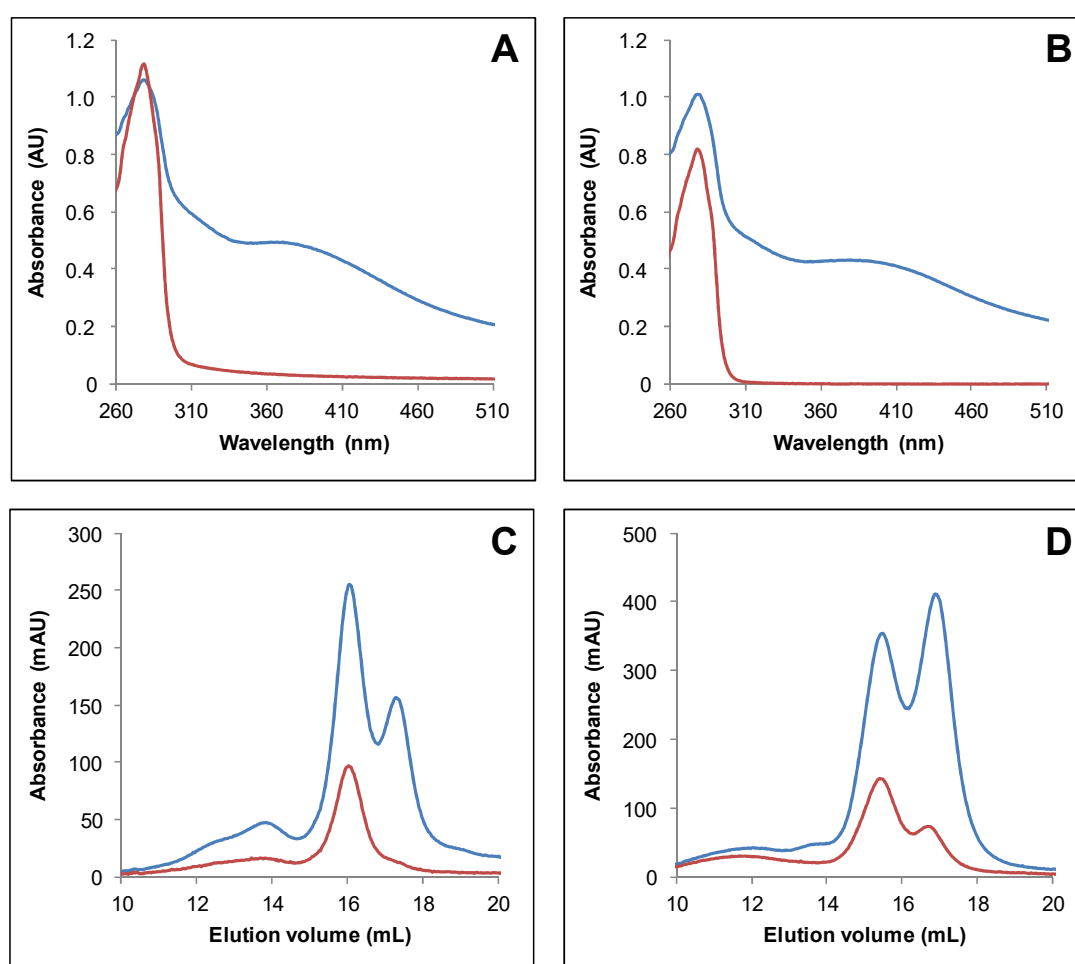 A
Absorbance (AU)
1.2
1.0
0.8
0.6
0.4
0.2
0
260 310 360 410 460 510
Wavelength (nm)
B
Absorbance (AU)
1.2
1.0
0.8
0.6
0.4
0.2
0
260 310 360 410 460 510
Wavelength (nm)
C
Absorbance (mAU)
300
250
200
150
100
50
0
10 12 14 16 18 20
Elution volume (mL)
D
Absorbance (mAU)
500
400
300
200
100
0
10 12 14 16 18 20
Elution volume (mL)